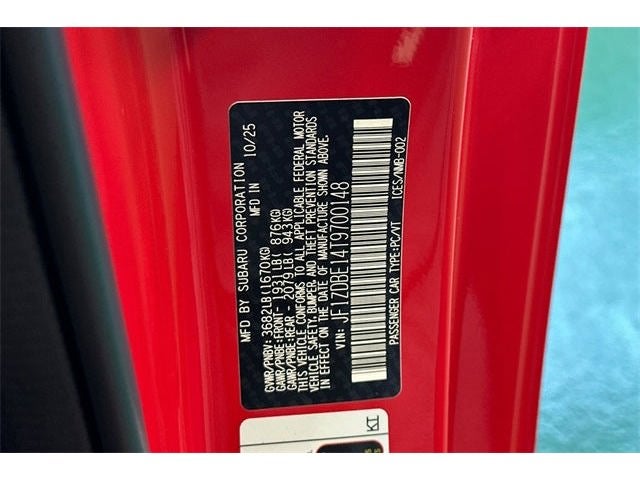 MFD BY SUBARU CORPORATION
MFD IN 10/25
GVWR/PNBV: 3682LB(1670KG)
GAWR/PNBE:FRONT- 1931LB( 876KG)
GAWR/PNBE:REAR - 2079LB( 943KG)
THIS VEHICLE CONFORMS TO ALL APPLICABLE FEDERAL MOTOR
VEHICLE SAFETY, BUMPER, AND THEFT PREVENTION STANDARDS
IN EFFECT ON THE DATE OF MANUFACTURE SHOWN ABOVE.
VIN: JF1ZDBE14T9700148
PASSENGER CAR TYPE:PC/VT ICES/NMB-002